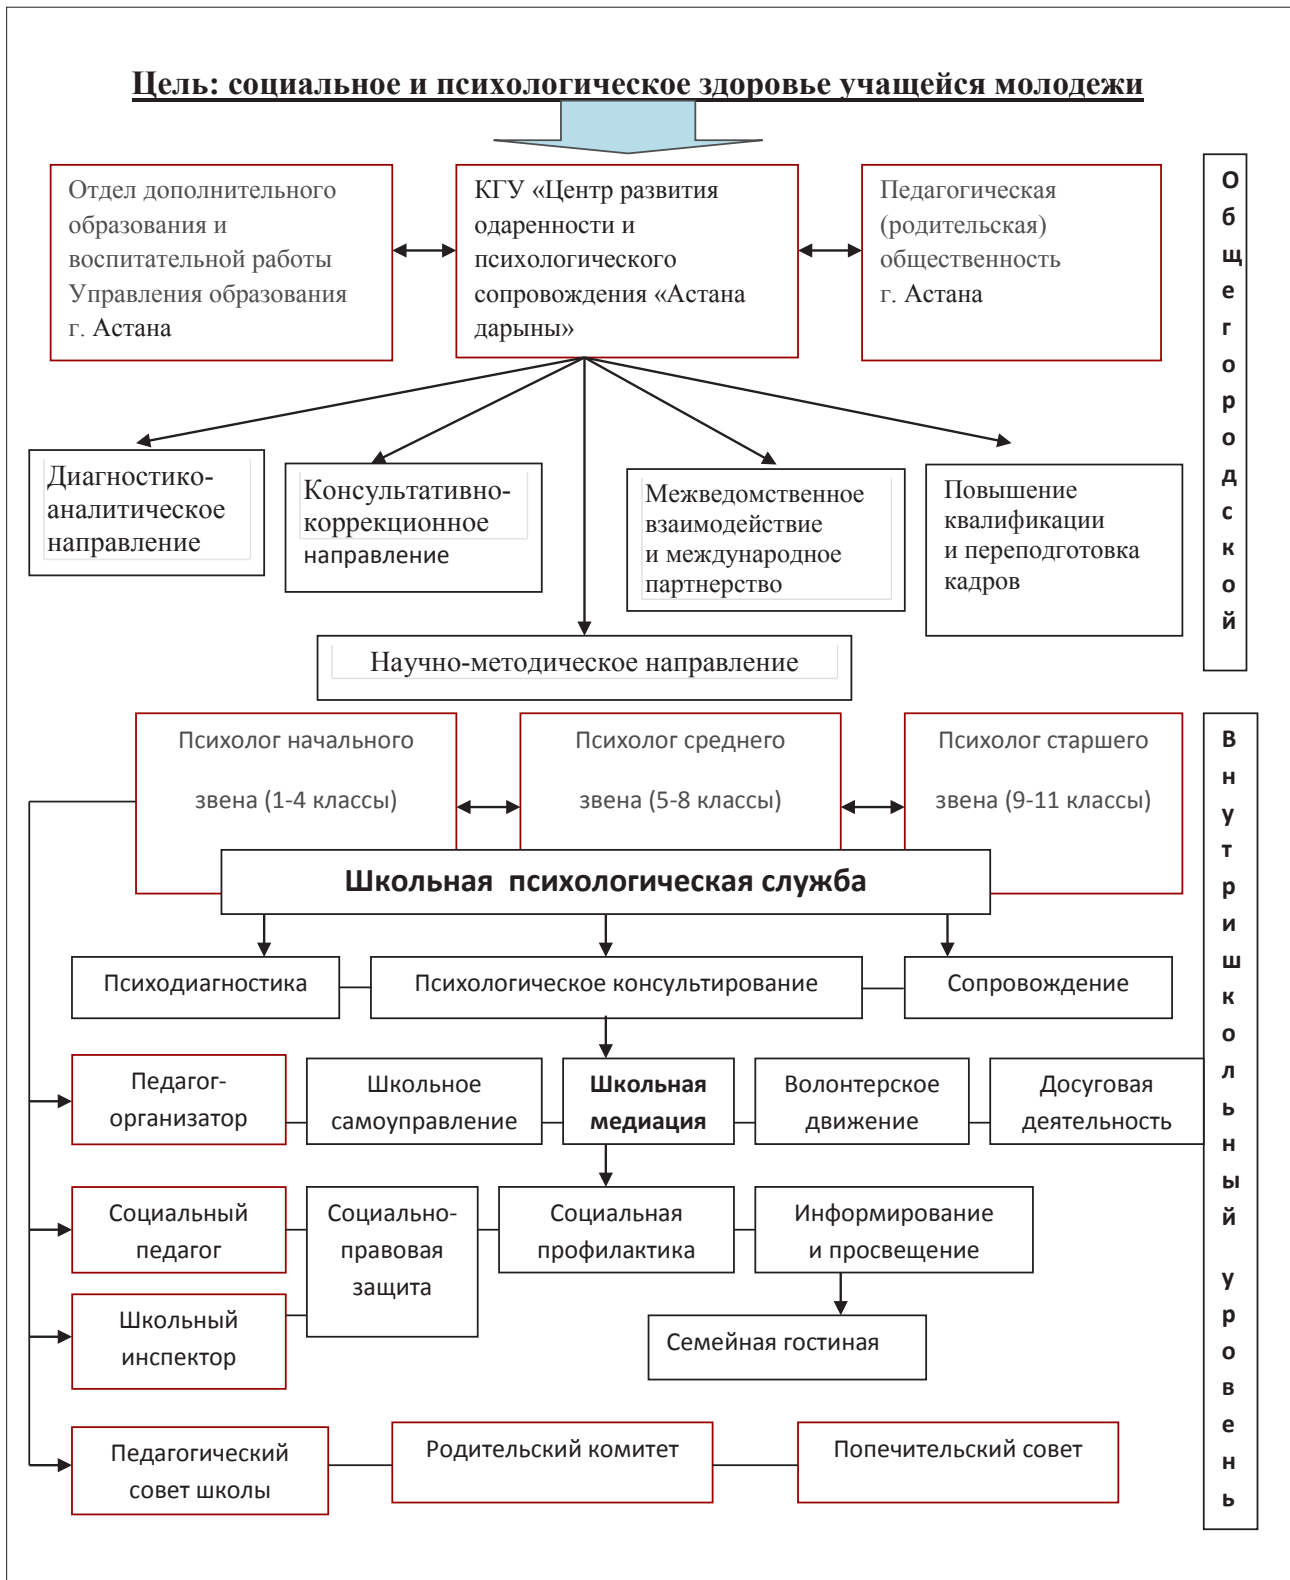 Цель: социальное и психологическое здоровье учащейся молодежи
Отдел дополнительного
образования и
воспитательной работы
Управления образования
г. Астана
КГУ «Центр развития
одаренности и
психологического
сопровождения «Астана
дарыны»
Педагогическая
(родительская)
общественность
г. Астана
Общегородской
Диагностико-
аналитическое
направление
Консультативно-
коррекционное
направление
Межведомственное
взаимодействие
и международное
партнерство
Повышение
квалификации
и переподготовка
кадров
Научно-методическое направление
Психолог начального
звена (1-4 классы)
Психолог среднего
звена (5-8 классы)
Психолог старшего
звена (9-11 классы)
Внутришкольный уровень
Школьная психологическая служба
Психодиагностика
Психологическое консультирование
Сопровождение
Педагог-
организатор
Школьное
самоуправление
Школьная
медиация
Волонтерское
движение
Досуговая
деятельность
Социальный
педагог
Социально-
правовая
защита
Социальная
профилактика
Информирование
и просвещение
Школьный
инспектор
Семейная гостиная
Педагогический
совет школы
Родительский комитет
Попечительский совет